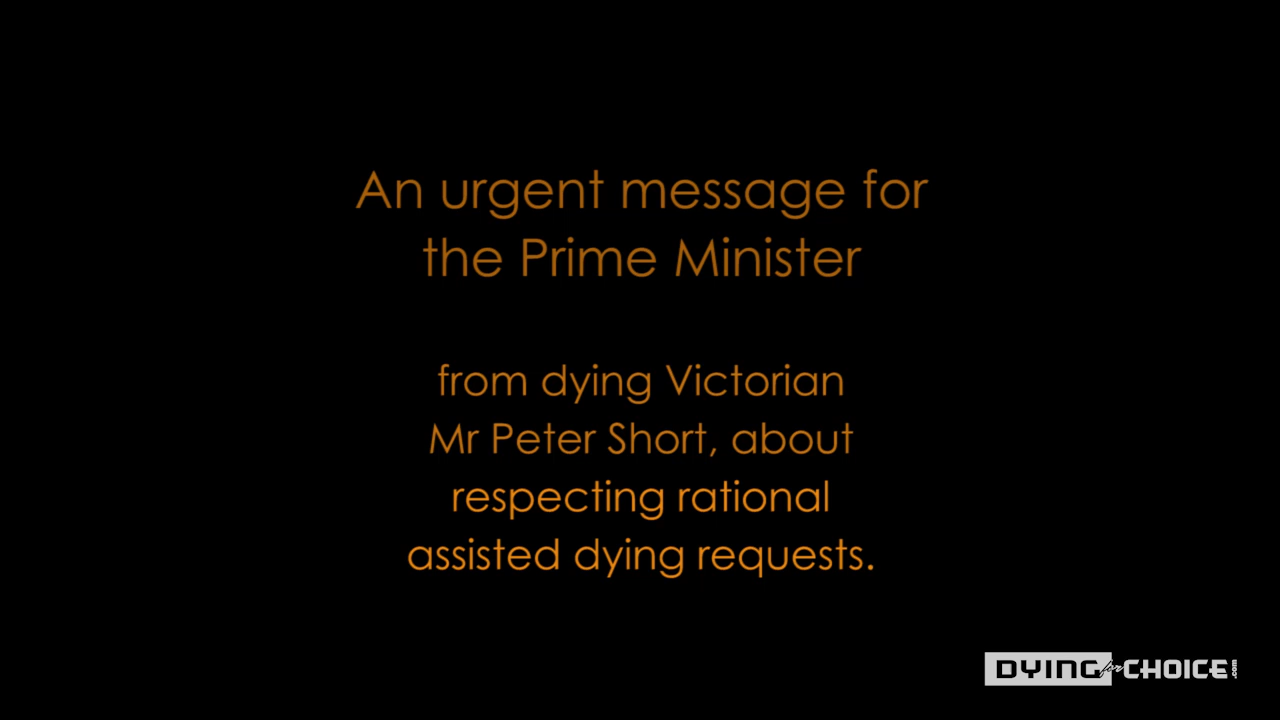 An urgent message for
the Prime Minister
from dying Victorian
Mr Peter Short, about
respecting rational
assisted dying requests.
DYING for CHOICE .com